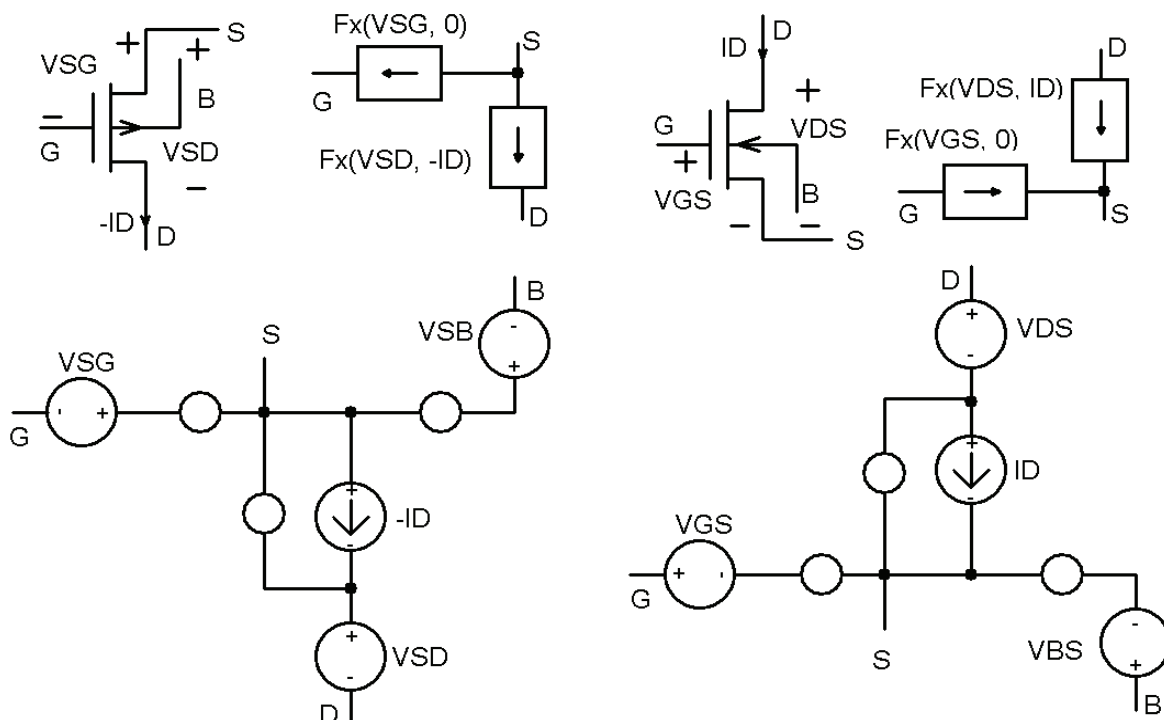 S
Fx(VSG, 0)
S
VSG
B
G
VSD
G
Fx(VSD, -ID)
D
-ID
D
ID
D
D
Fx(VDS, ID)
G
VDS
Fx(VGS, 0)
VGS
B
G
S
S
B
VSB
S
VSG
G
-ID
VSD
D
D
VDS
ID
VGS
G
S
VBS
B